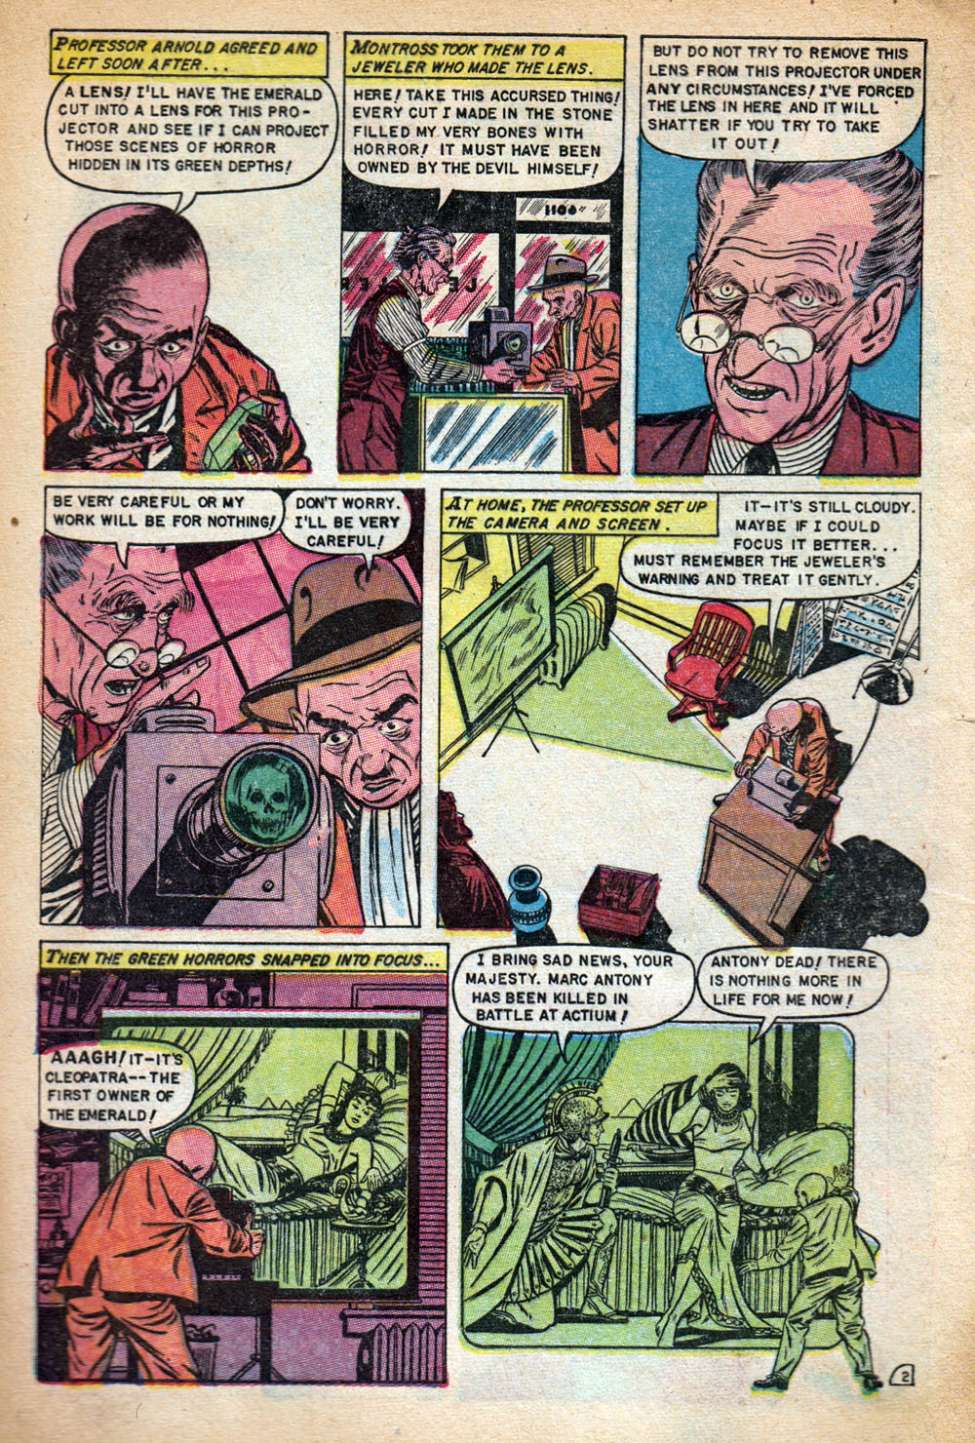 PROFESSOR ARNOLD AGREED AND
LEFT SOON AFTER...
A LENS! I'LL HAVE THE EMERALD
CUT INTO A LENS FOR THIS PRO-
JECTOR AND SEE IF I CAN PROJECT
THOSE SCENES OF HORROR
HIDDEN IN ITS GREEN DEPTHS!
MONTROSS TOOK THEM TO A
JEWELER WHO MADE THE LENS.
HERE! TAKE THIS ACCURSED THING!
EVERY CUT I MADE IN THE STONE
FILLED MY VERY BONES WITH
HORROR! IT MUST HAVE BEEN
OWNED BY THE DEVIL HIMSELF!
BUT DO NOT TRY TO REMOVE THIS
LENS FROM THIS PROJECTOR UNDER
ANY CIRCUMSTANCES! I'VE FORCED
THE LENS IN HERE AND IT WILL
SHATTER IF YOU TRY TO TAKE
IT OUT!
BE VERY CAREFUL OR MY
WORK WILL BE FOR NOTHING!
DON'T WORRY.
I'LL BE VERY
CAREFUL!
AT HOME, THE PROFESSOR SET UP
THE CAMERA AND SCREEN.
IT-IT'S STILL CLOUDY.
MAYBE IF I COULD
FOCUS IT BETTER...
MUST REMEMBER THE JEWELER'S
WARNING AND TREAT IT GENTLY.
THEN THE GREEN HORRORS SNAPPED INTO FOCUS...
AAAGH! IT-IT'S
CLEOPATRA--THE
FIRST OWNER OF
THE EMERALD!
I BRING SAD NEWS, YOUR
MAJESTY. MARC ANTONY
HAS BEEN KILLED IN
BATTLE AT ACTIUM!
ANTONY DEAD! THERE
IS NOTHING MORE IN
LIFE FOR ME NOW!
2